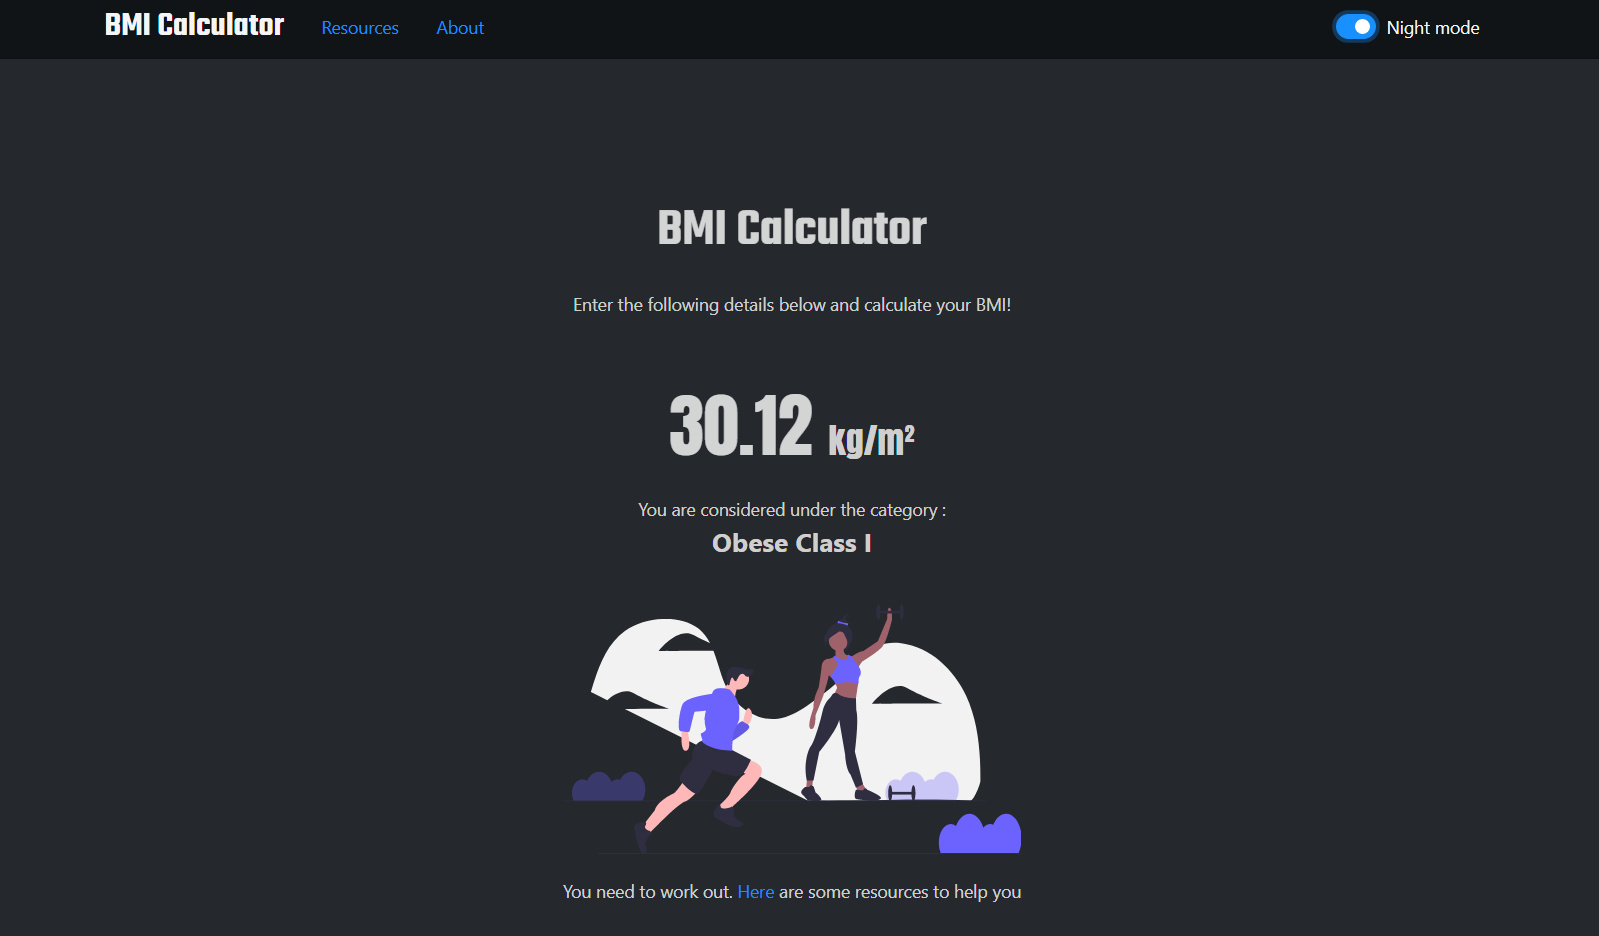 BMI Calculator Resources About Night mode
BMI Calculator
Enter the following details below and calculate your BMI!
30.12 kg/m²
You are considered under the category :
Obese Class I
You need to work out. Here are some resources to help you